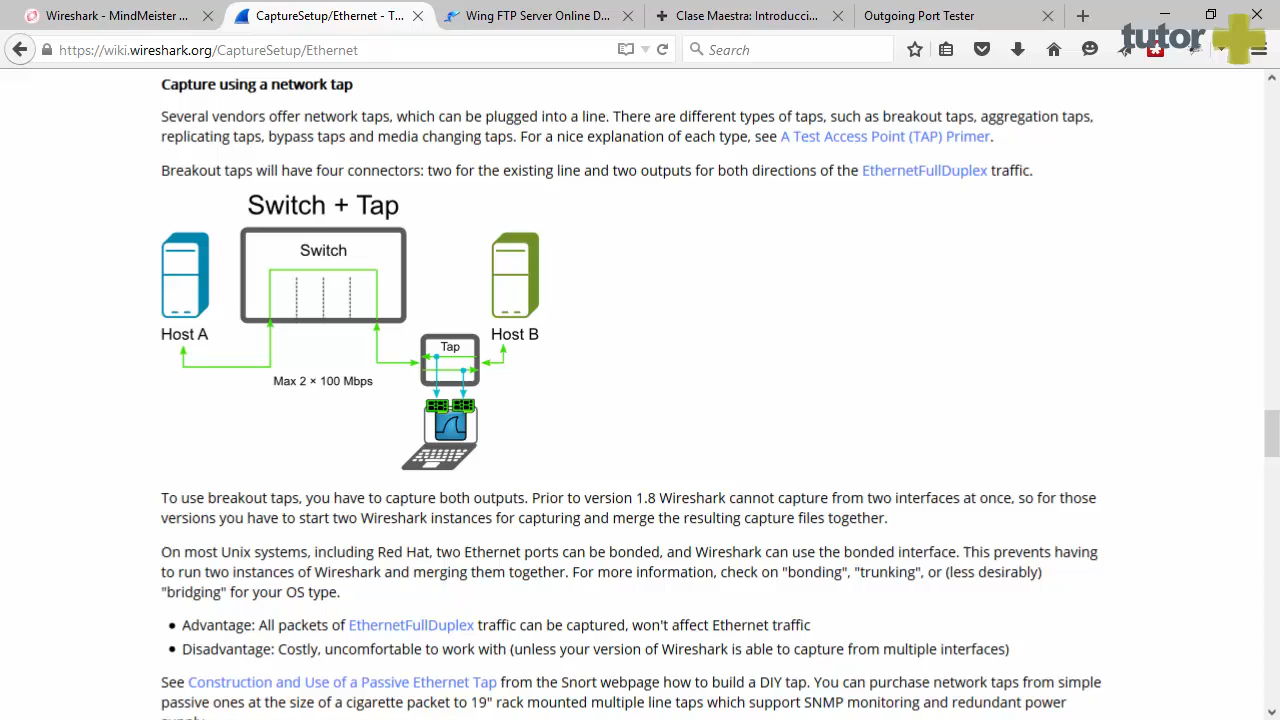 Wireshark - MindMeister
CaptureSetup/Ethernet - T...
Wing FTP Server Online D...
Clase Maestra: Introducci...
Outgoing Port Tester
tutor
https://wiki.wireshark.org/CaptureSetup/Ethernet
Search
Capture using a network tap
Several vendors offer network taps, which can be plugged into a line. There are different types of taps, such as breakout taps, aggregation taps,
replicating taps, bypass taps and media changing taps. For a nice explanation of each type, see A Test Access Point (TAP) Primer.
Breakout taps will have four connectors: two for the existing line and two outputs for both directions of the EthernetFullDuplex traffic.
Switch + Tap
Switch
Host A
Host B
Tap
Max 2 × 100 Mbps
To use breakout taps, you have to capture both outputs. Prior to version 1.8 Wireshark cannot capture from two interfaces at once, so for those
versions you have to start two Wireshark instances for capturing and merge the resulting capture files together.
On most Unix systems, including Red Hat, two Ethernet ports can be bonded, and Wireshark can use the bonded interface. This prevents having
to run two instances of Wireshark and merging them together. For more information, check on "bonding", "trunking", or (less desirably)
"bridging" for your OS type.
● Advantage: All packets of EthernetFullDuplex traffic can be captured, won't affect Ethernet traffic
● Disadvantage: Costly, uncomfortable to work with (unless your version of Wireshark is able to capture from multiple interfaces)
See Construction and Use of a Passive Ethernet Tap from the Snort webpage how to build a DIY tap. You can purchase network taps from simple
passive ones at the size of a cigarette packet to 19" rack mounted multiple line taps which support SNMP monitoring and redundant power